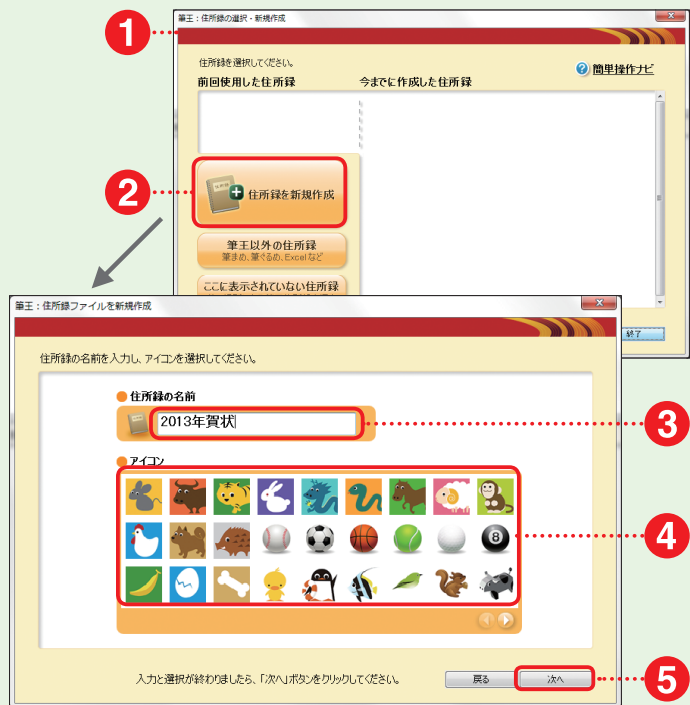 筆王：住所録の選択・新規作成
1
住所録を選択してください。
簡単操作ナビ
前回使用した住所録
今までに作成した住所録
2
住所録
住所録を新規作成
筆王以外の住所録
筆まめ、筆ぐるめ、Excelなど
ここに表示されていない住所録
終了
筆王：住所録ファイルを新規作成
住所録の名前を入力し、アイコンを選択してください。
住所録の名前
2013年賀状
3
アイコン
8
4
入力と選択が終わりましたら、「次へ」ボタンをクリックしてください。
戻る
次へ
5